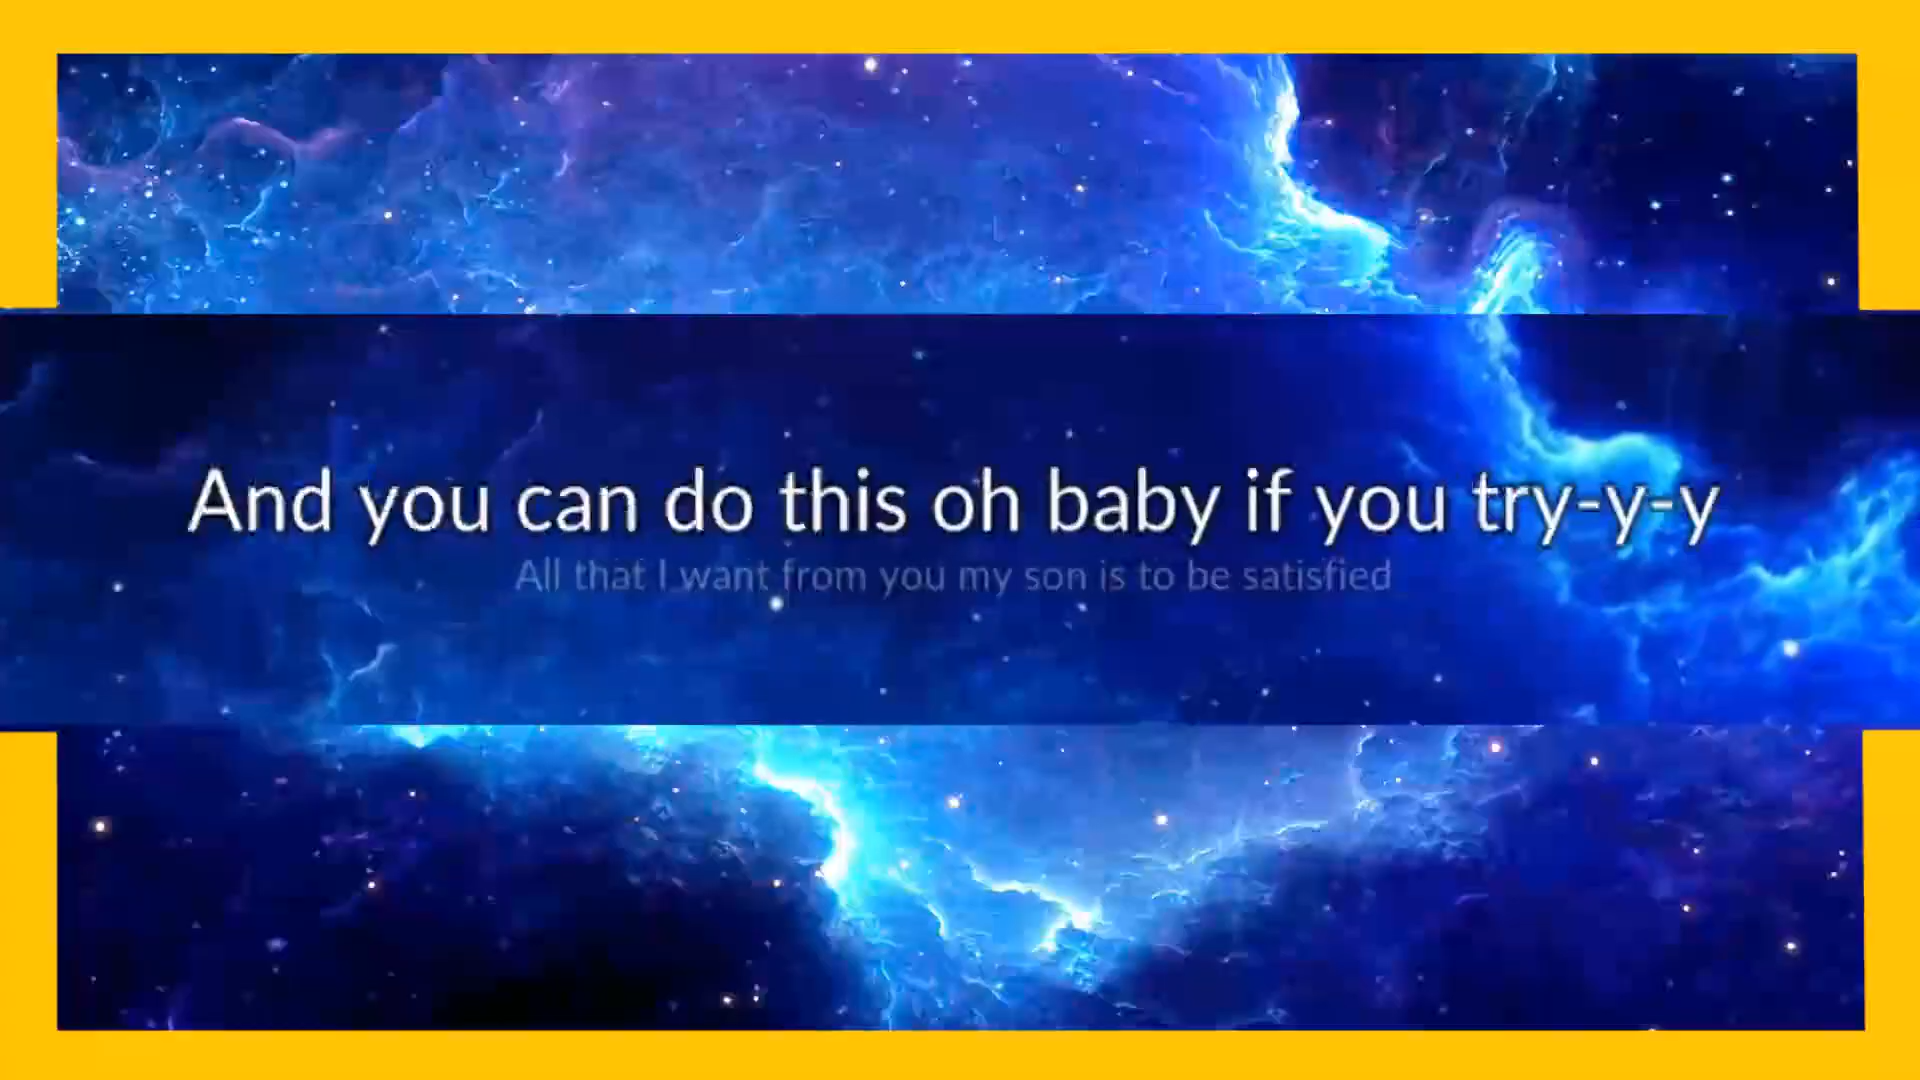 And you can do this oh baby if you try-y-y
All that I want from you my son is to be satisfied